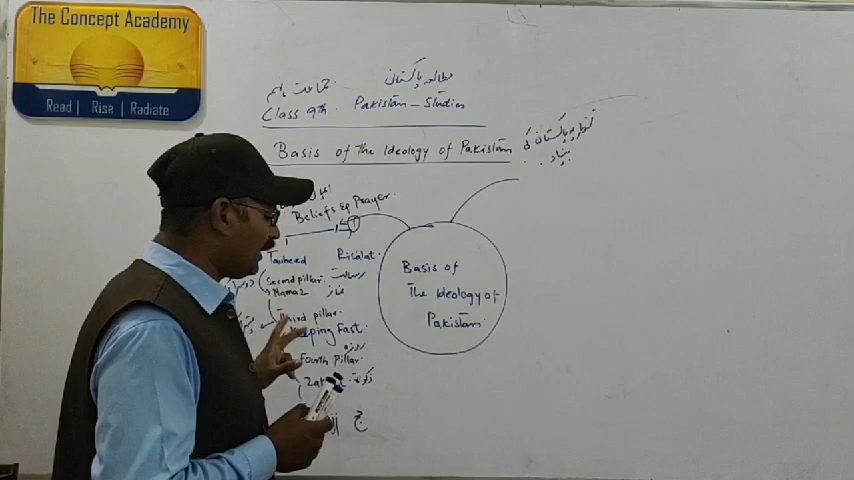 The Concept Academy
Read | Rise | Radiate
مطالعہ پاکستان
جماعت نہم
Class 9th. Pakistan-Studies
Basis of The Ideology of Pakistan
نظریہ پاکستان کی
بنیاد
Beliefs & Prayer.
Tauheed Risalat.
رسالت
Second pillar.
Namaz نماز
Third pillar.
Fast.
روزہ
Fourth Pillar.
زکوٰۃ
حج
Basis of
The Ideology of
Pakistan